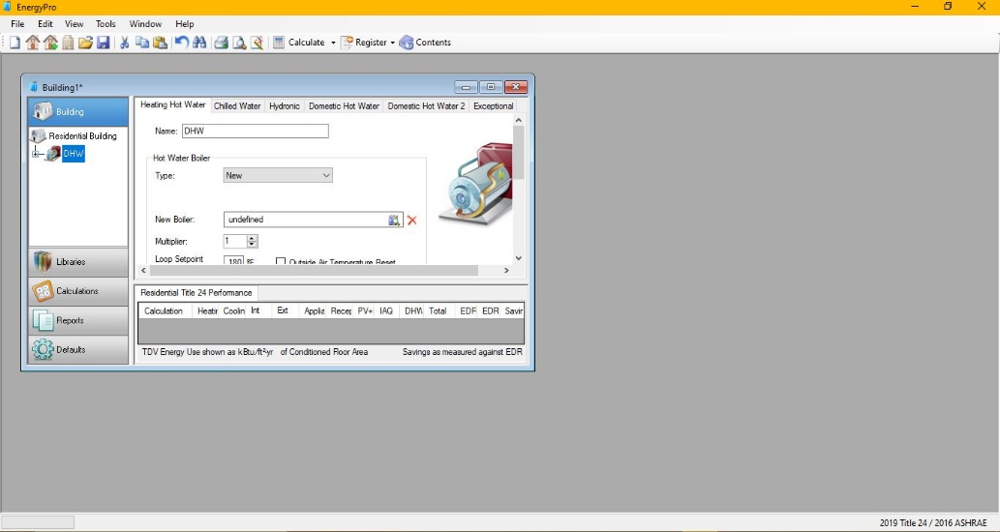 EnergyPro
File Edit View Tools Window Help
Calculate Register Contents
Building1*
Building
Residential Building
DHW
Libraries
Calculations
Reports
Defaults
Heating Hot Water Chilled Water Hydronic Domestic Hot Water Domestic Hot Water 2 Exceptional
Name: DHW
Hot Water Boiler
Type: New
New Boiler: undefined
Multiplier: 1
Loop Setpoint 180 °F Outside Air Temperature Reset
Residential Title 24 Performance
Calculation Heatir Coolin Int Ext Applia Recep PV+ IAQ DHW Total EDF EDR Savir
TDV Energy Use shown as kBtu/ft²yr of Conditioned Floor Area Savings as measured against EDR
2019 Title 24 / 2016 ASHRAE